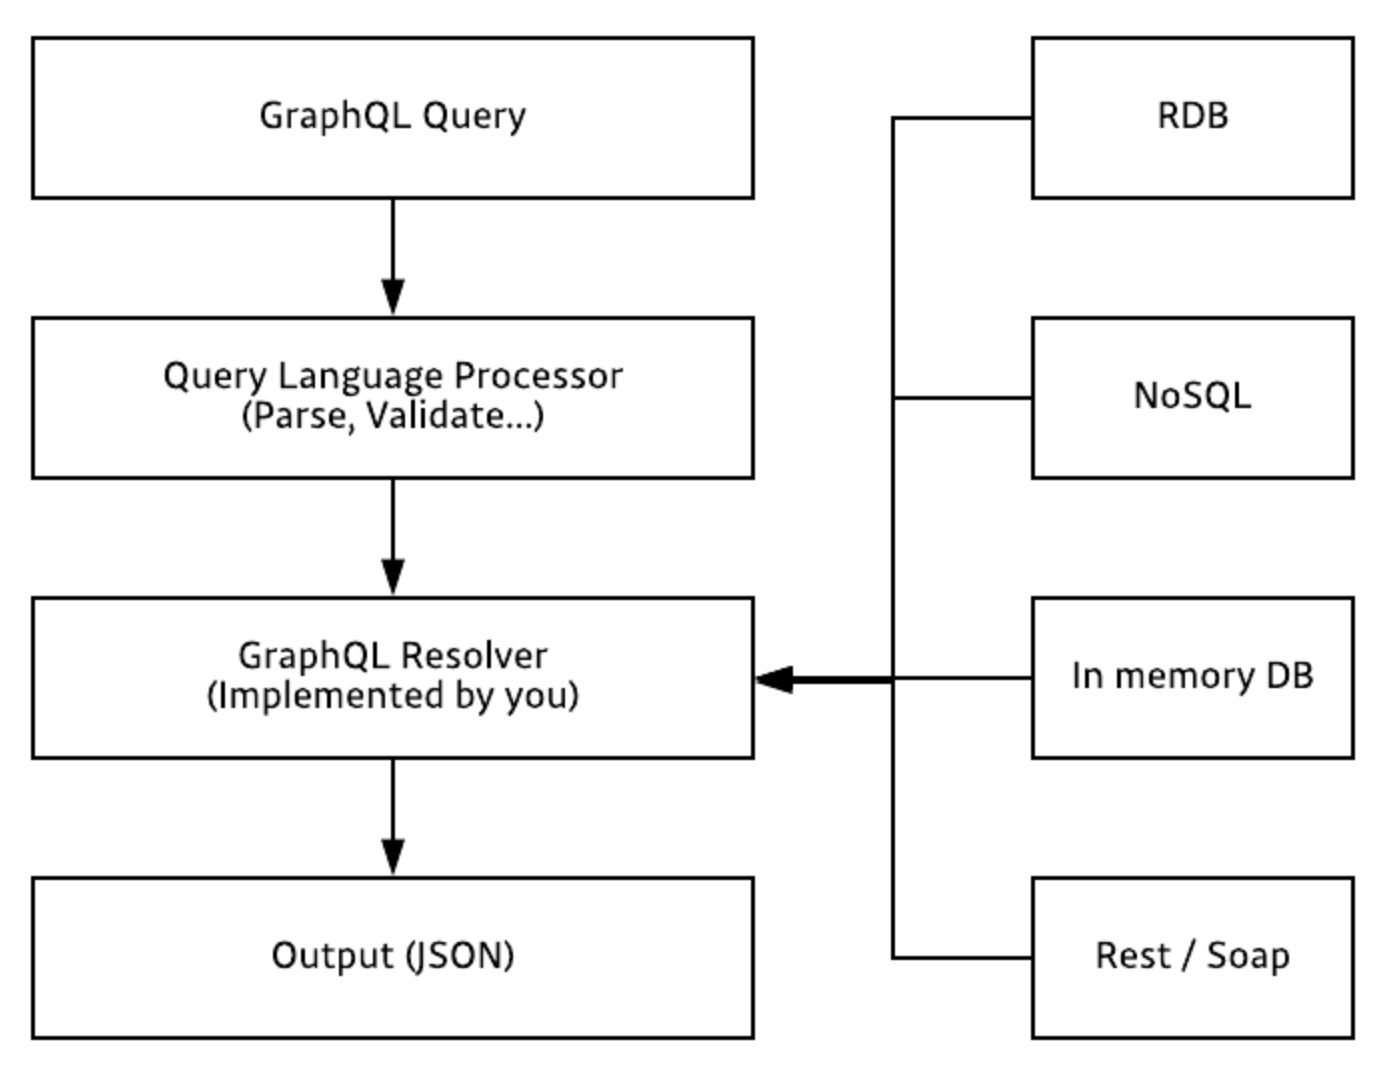 GraphQL Query
Query Language Processor
(Parse, Validate...)
GraphQL Resolver
(Implemented by you)
Output (JSON)
RDB
NoSQL
In memory DB
Rest / Soap